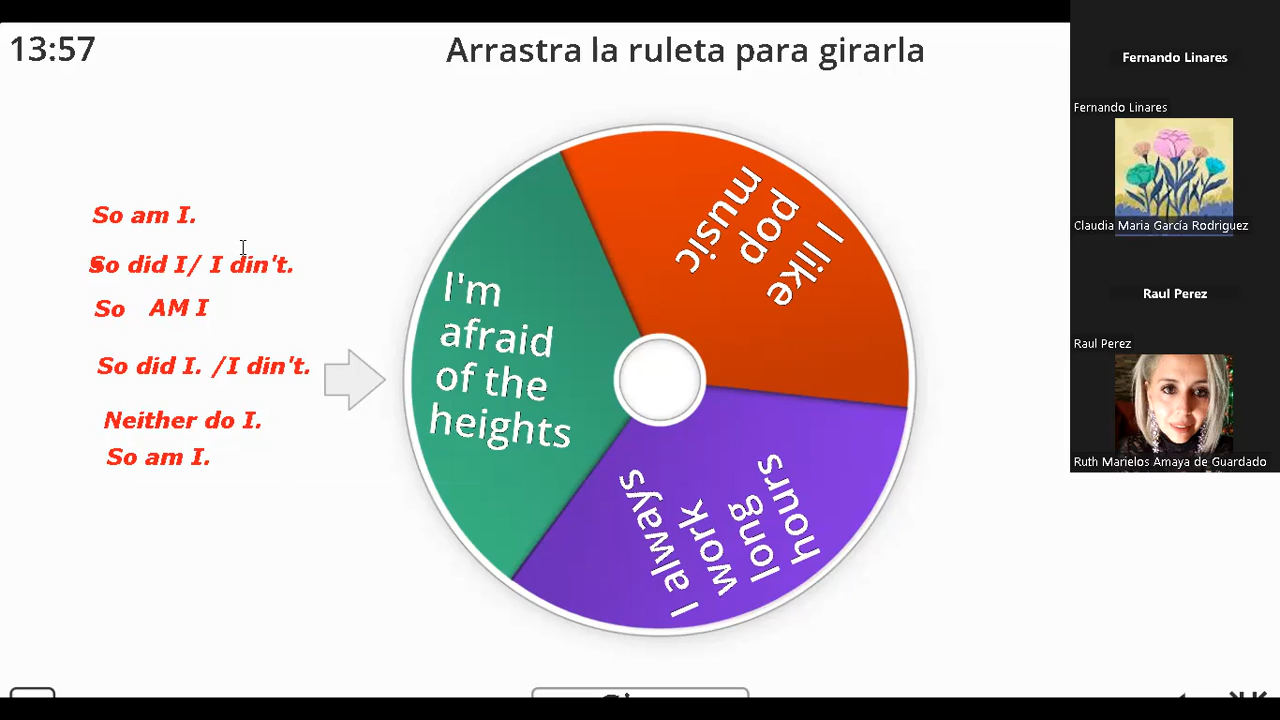 13:57
Arrastra la ruleta para girarla
So am I.
So did I/ I din't.
So AM I
So did I. /I din't.
Neither do I.
So am I.
I'm
afraid
of the
heights
I like
pop
music
I always
work
long
hours
Fernando Linares
Fernando Linares
Claudia Maria García Rodriguez
Raul Perez
Raul Perez
Ruth Marielos Amaya de Guardado